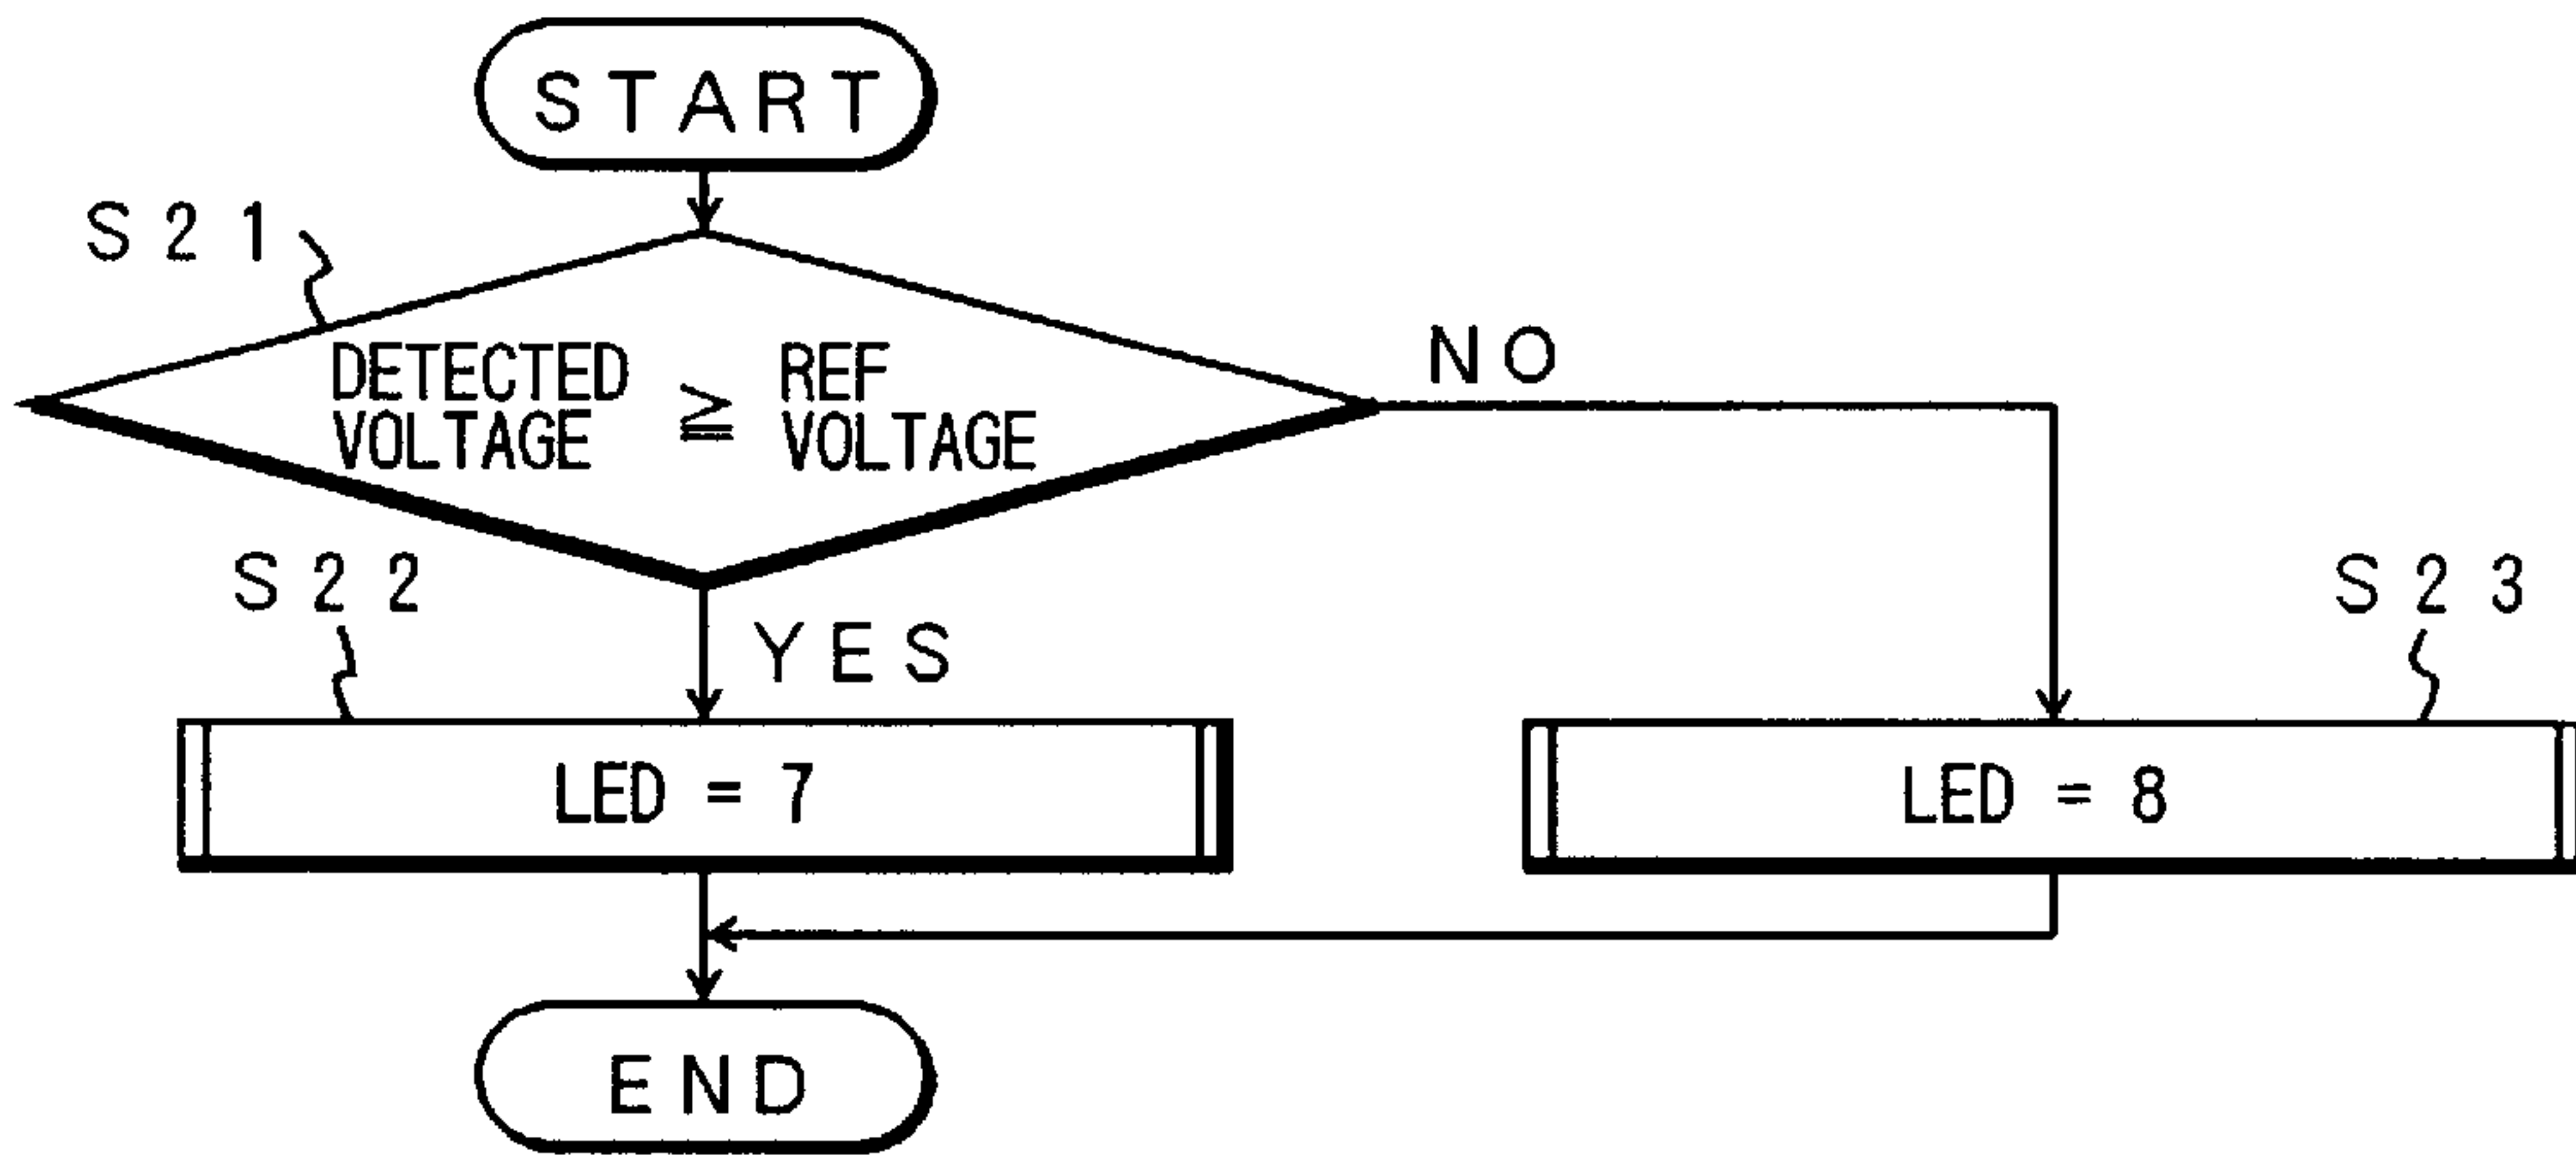 START
S21
DETECTED VOLTAGE ≧ REF VOLTAGE
NO
S22
YES
S23
LED = 7
LED = 8
END